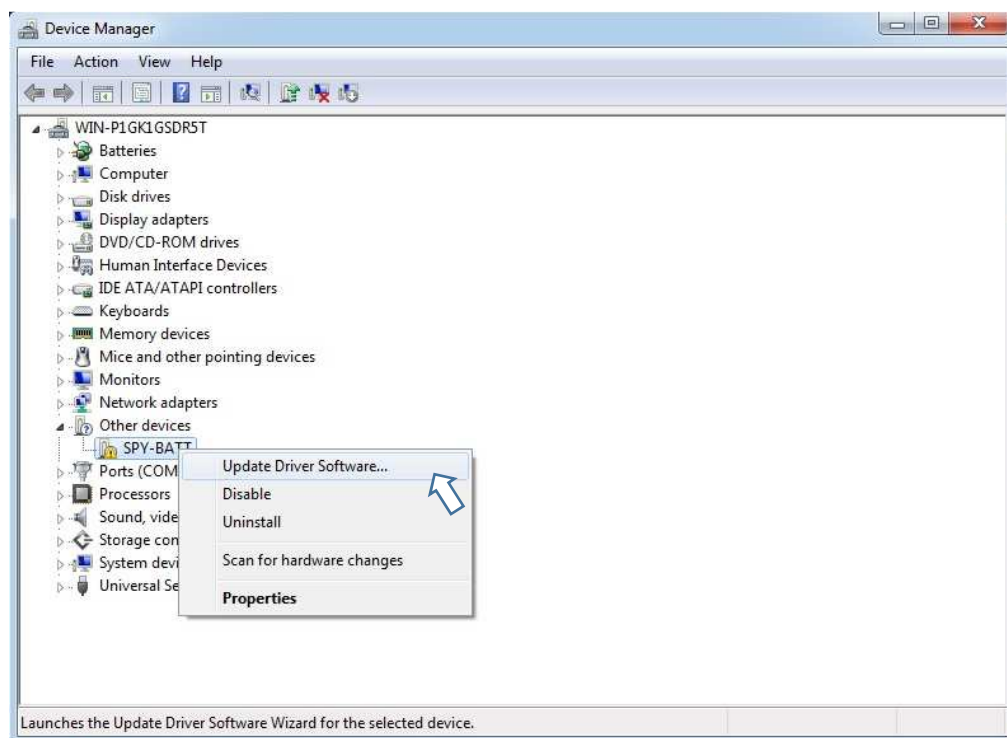 Device Manager
File Action View Help
WIN-P1GK1GSDR5T
Batteries
Computer
Disk drives
Display adapters
DVD/CD-ROM drives
Human Interface Devices
IDE ATA/ATAPI controllers
Keyboards
Memory devices
Mice and other pointing devices
Monitors
Network adapters
Other devices
SPY-BATT
Ports (COM
Processors
Sound, vide
Storage con
System devi
Universal Se
Update Driver Software...
Disable
Uninstall
Scan for hardware changes
Properties
Launches the Update Driver Software Wizard for the selected device.